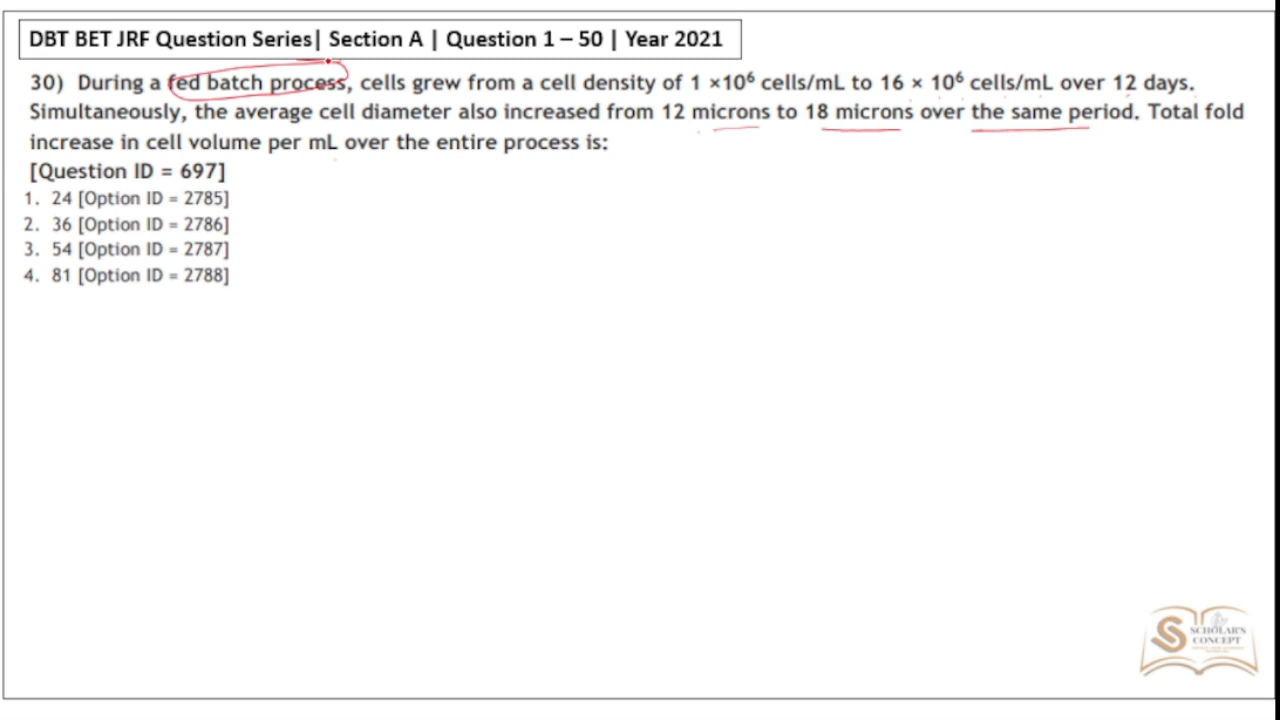 DBT BET JRF Question Series| Section A | Question 1 – 50 | Year 2021
30) During a fed batch process, cells grew from a cell density of 1 ×10⁶ cells/mL to 16 × 10⁶ cells/mL over 12 days.
Simultaneously, the average cell diameter also increased from 12 microns to 18 microns over the same period. Total fold
increase in cell volume per mL over the entire process is:
[Question ID = 697]
1. 24 [Option ID = 2785]
2. 36 [Option ID = 2786]
3. 54 [Option ID = 2787]
4. 81 [Option ID = 2788]
SCHOLAR'S
CONCEPT